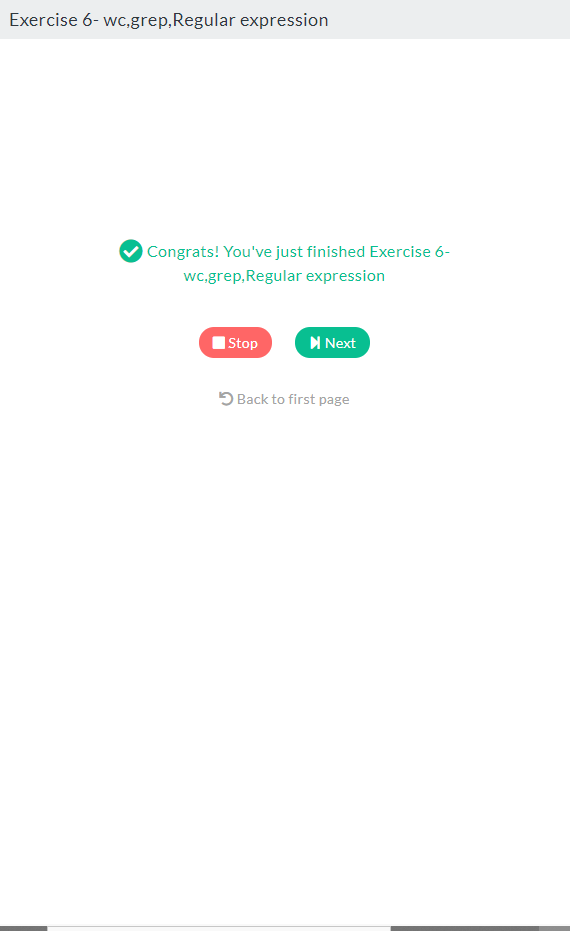 Exercise 6- wc,grep,Regular expression
Congrats! You've just finished Exercise 6-
wc,grep,Regular expression
Stop
Next
Back to first page